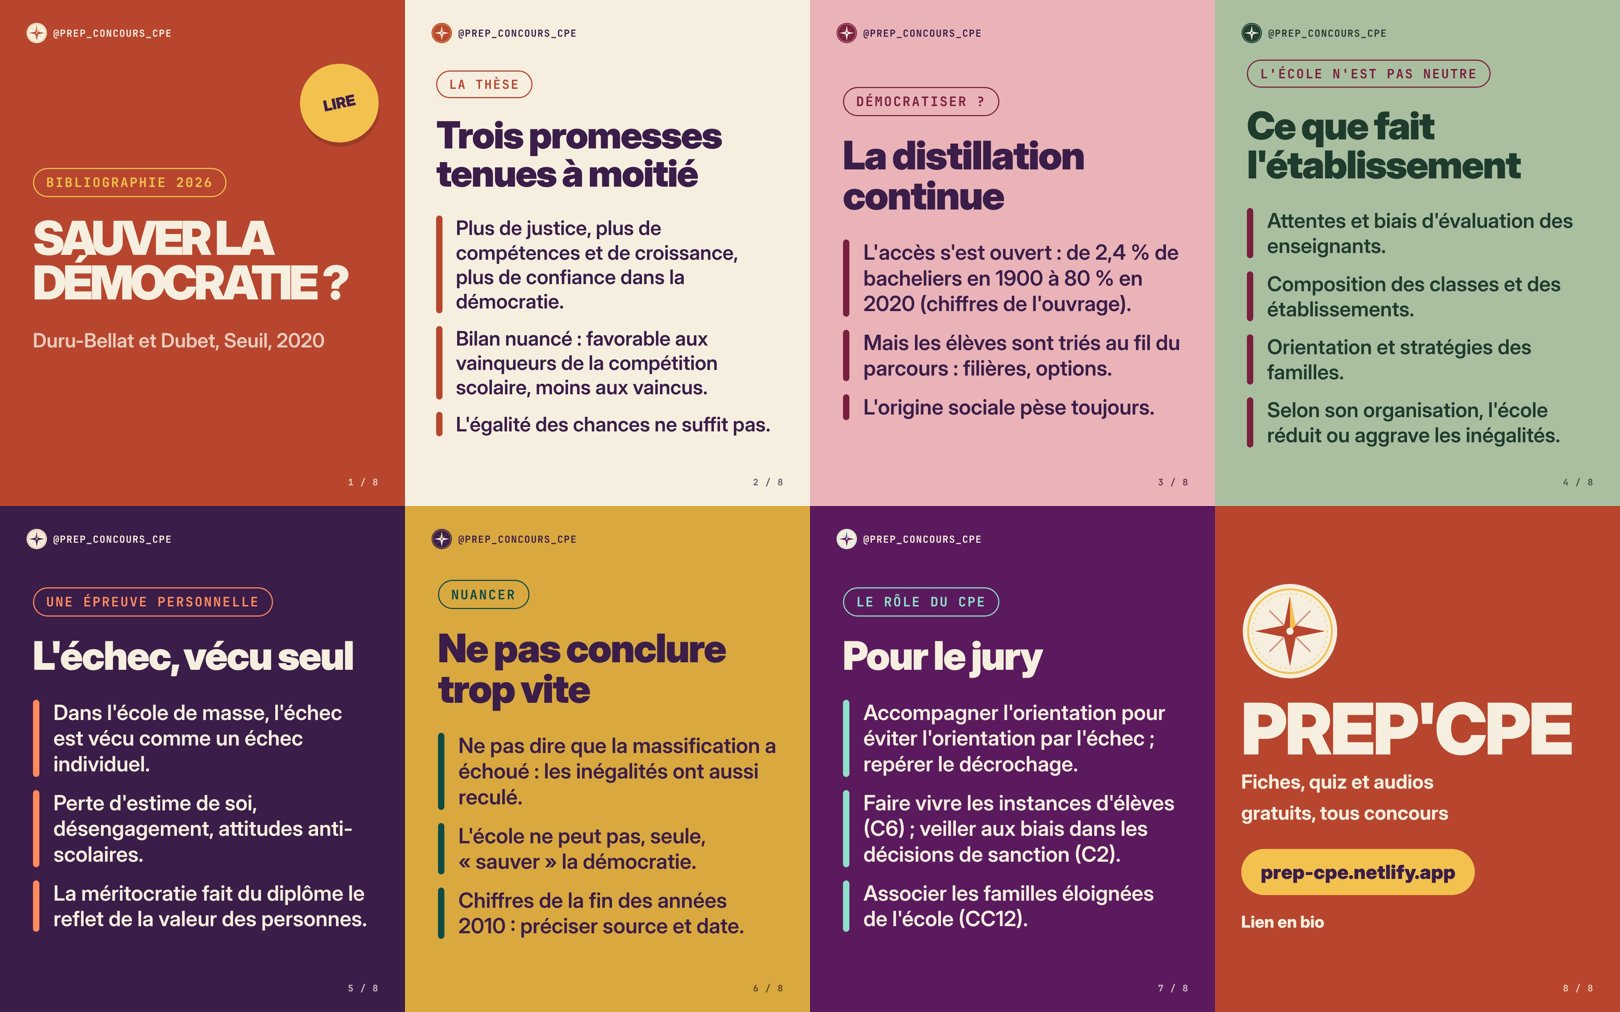 @PREP_CONCOURS_CPE
LIRE
BIBLIOGRAPHIE 2026
SAUVER LA
DÉMOCRATIE ?
Duru-Bellat et Dubet, Seuil, 2020
1 / 8
@PREP_CONCOURS_CPE
LA THÈSE
Trois promesses
tenues à moitié
Plus de justice, plus de
compétences et de croissance,
plus de confiance dans la
démocratie.
Bilan nuancé : favorable aux
vainqueurs de la compétition
scolaire, moins aux vaincus.
L'égalité des chances ne suffit pas.
2 / 8
@PREP_CONCOURS_CPE
DÉMOCRATISER ?
La distillation
continue
L'accès s'est ouvert : de 2,4 % de
bacheliers en 1900 à 80 % en
2020 (chiffres de l'ouvrage).
Mais les élèves sont triés au fil du
parcours : filières, options.
L'origine sociale pèse toujours.
3 / 8
@PREP_CONCOURS_CPE
L'ÉCOLE N'EST PAS NEUTRE
Ce que fait
l'établissement
Attentes et biais d'évaluation des
enseignants.
Composition des classes et des
établissements.
Orientation et stratégies des
familles.
Selon son organisation, l'école
réduit ou aggrave les inégalités.
4 / 8
@PREP_CONCOURS_CPE
UNE ÉPREUVE PERSONNELLE
L'échec, vécu seul
Dans l'école de masse, l'échec
est vécu comme un échec
individuel.
Perte d'estime de soi,
désengagement, attitudes anti-
scolaires.
La méritocratie fait du diplôme le
reflet de la valeur des personnes.
5 / 8
@PREP_CONCOURS_CPE
NUANCER
Ne pas conclure
trop vite
Ne pas dire que la massification a
échoué : les inégalités ont aussi
reculé.
L'école ne peut pas, seule,
« sauver » la démocratie.
Chiffres de la fin des années
2010 : préciser source et date.
6 / 8
@PREP_CONCOURS_CPE
LE RÔLE DU CPE
Pour le jury
Accompagner l'orientation pour
éviter l'orientation par l'échec ;
repérer le décrochage.
Faire vivre les instances d'élèves
(C6) ; veiller aux biais dans les
décisions de sanction (C2).
Associer les familles éloignées
de l'école (CC12).
7 / 8
PREP'CPE
Fiches, quiz et audios
gratuits, tous concours
prep-cpe.netlify.app
Lien en bio
8 / 8